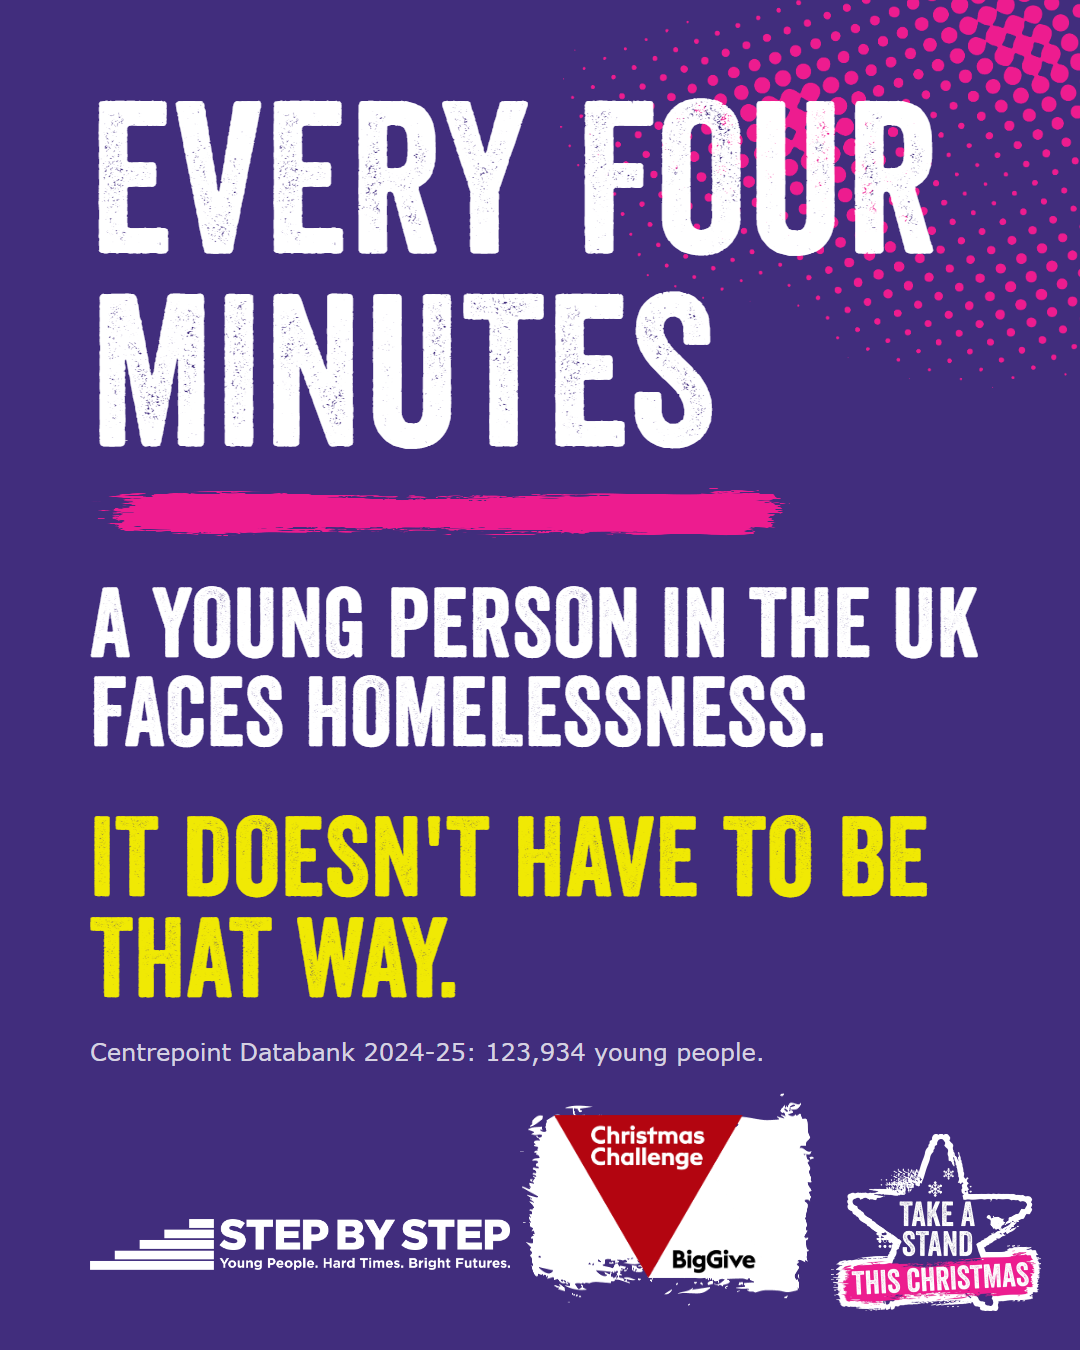 EVERY FOUR
MINUTES
A YOUNG PERSON IN THE UK
FACES HOMELESSNESS.
IT DOESN'T HAVE TO BE
THAT WAY.
Centrepoint Databank 2024-25: 123,934 young people.
Christmas
Challenge
BigGive
STEP BY STEP
Young People. Hard Times. Bright Futures.
TAKE A
STAND
THIS CHRISTMAS